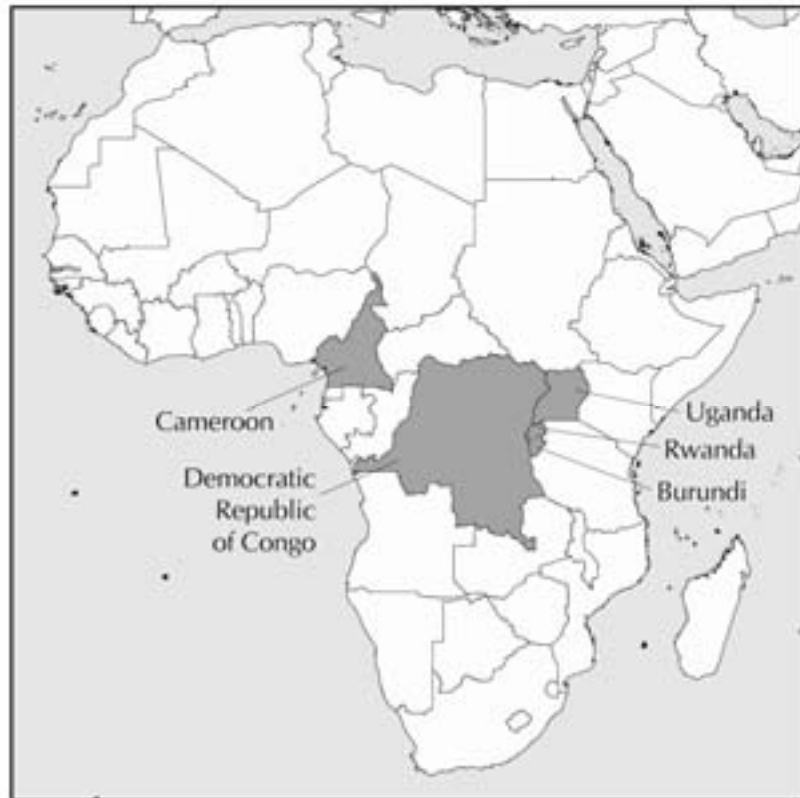 Cameroon
Democratic
Republic
of Congo
Uganda
Rwanda
Burundi